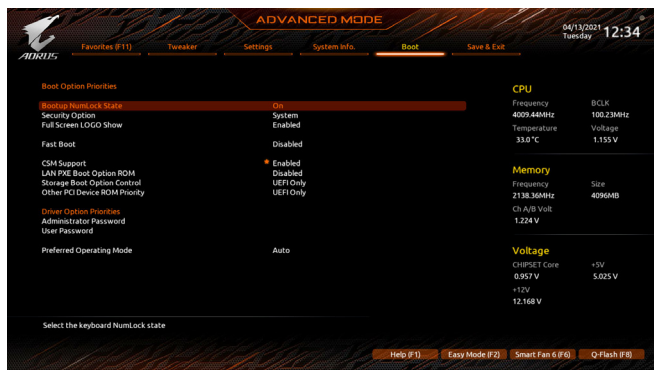 ADVANCED MODE
04/13/2021 Tuesday 12:34
AORUS
Favorites (F11) Tweaker Settings System Info. Boot Save & Exit
Boot Option Priorities
Bootup NumLock State On
Security Option System
Full Screen LOGO Show Enabled
Fast Boot Disabled
CSM Support Enabled
LAN PXE Boot Option ROM Disabled
Storage Boot Option Control UEFI Only
Other PCI Device ROM Priority UEFI Only
Driver Option Priorities
Administrator Password
User Password
Preferred Operating Mode Auto
CPU
Frequency BCLK
4009.44MHz 100.23MHz
Temperature Voltage
33.0 °C 1.155 V
Memory
Frequency Size
2138.36MHz 4096MB
Ch A/B Volt
1.224 V
Voltage
CHIPSET Core +5V
0.957 V 5.025 V
+12V
12.168 V
Select the keyboard NumLock state
Help (F1) Easy Mode (F2) Smart Fan 6 (F6) Q-Flash (F8)